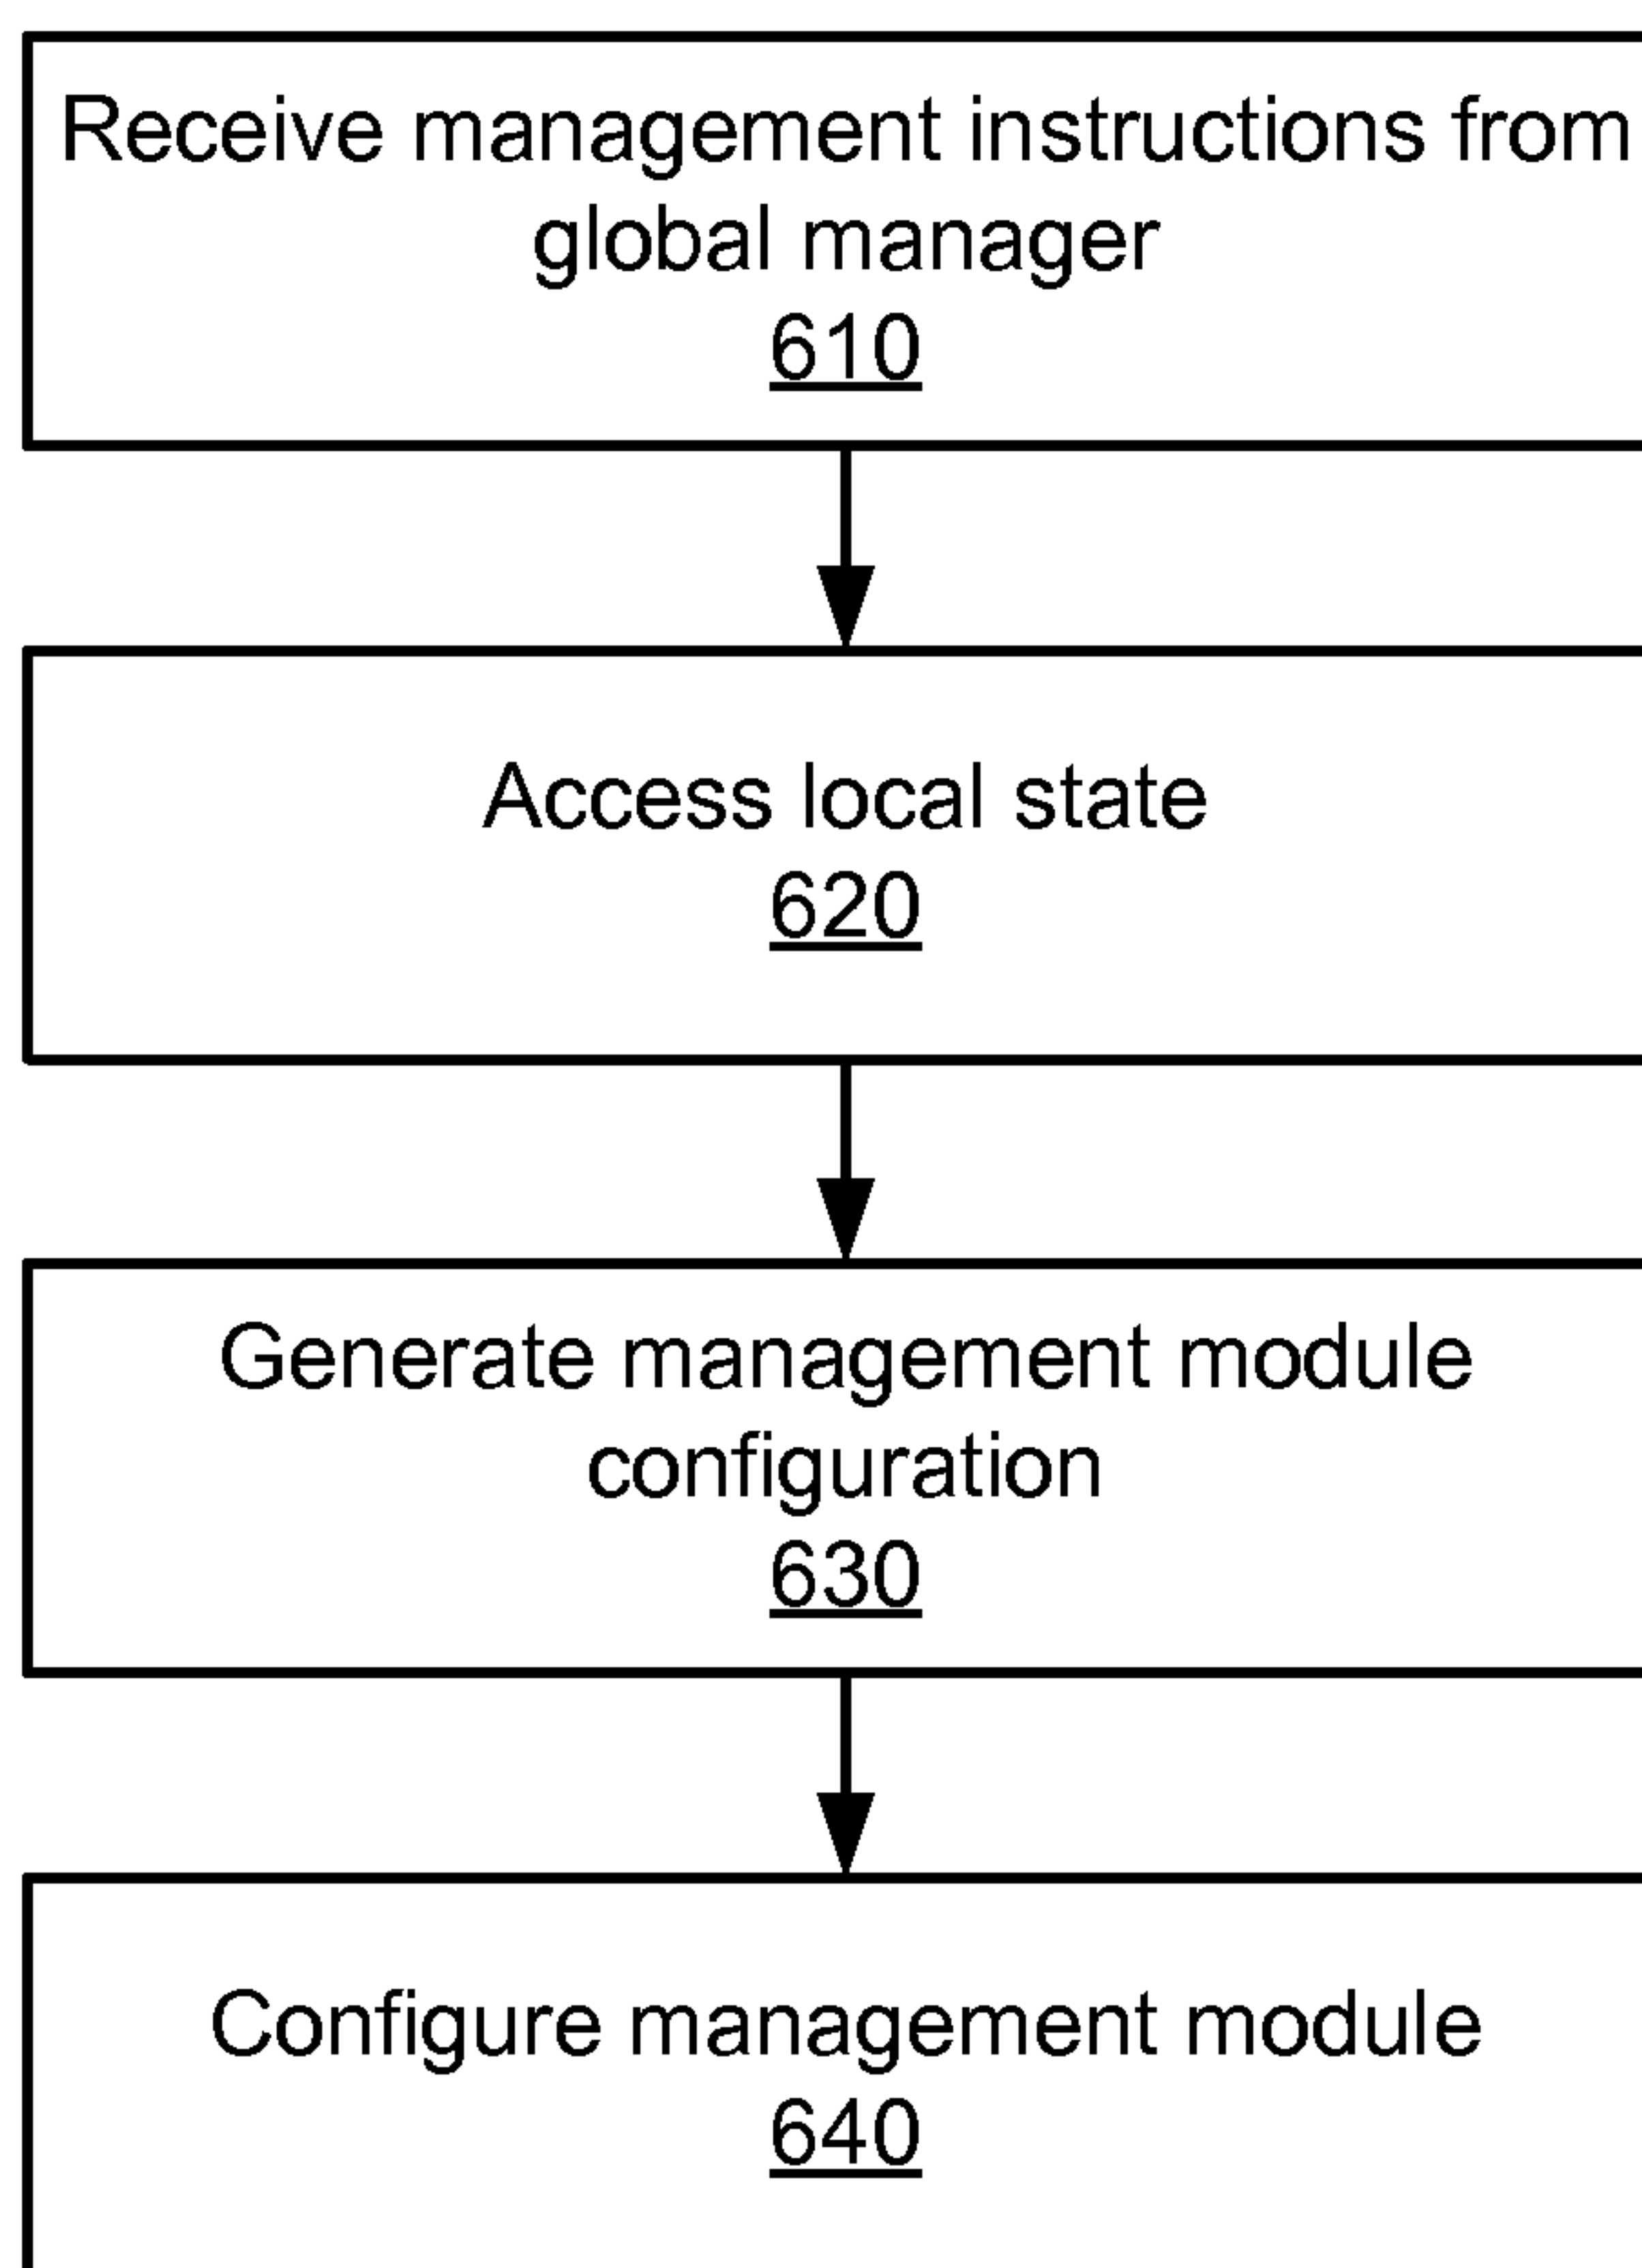 Receive management instructions from
global manager
610
Access local state
620
Generate management module
configuration
630
Configure management module
640